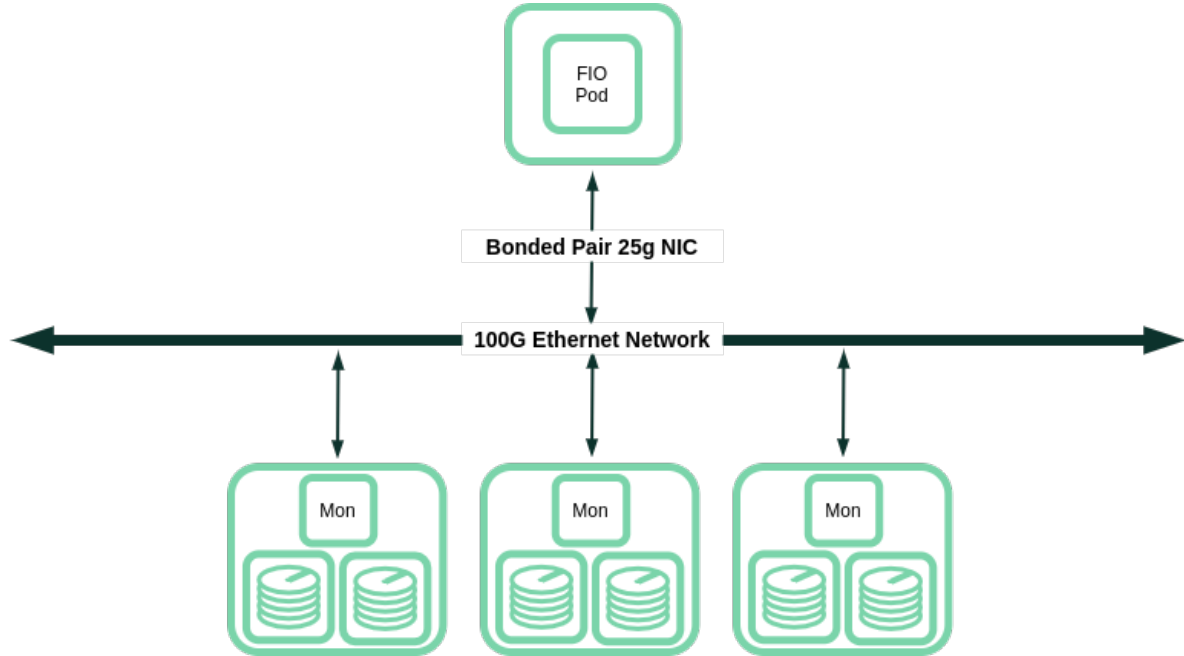 FIO
Pod
Bonded Pair 25g NIC
100G Ethernet Network
Mon
Mon
Mon